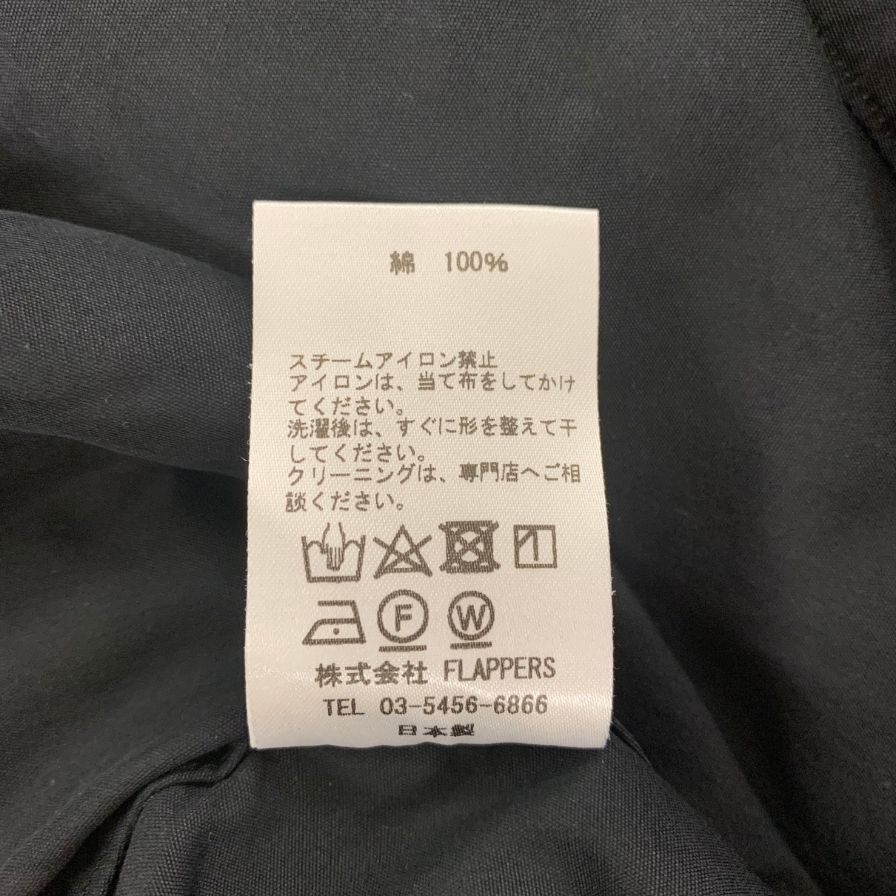 綿 100%
スチームアイロン禁止
アイロンは、当て布をしてかけ
てください。
洗濯後は、すぐに形を整えて干
してください。
クリーニングは、専門店へご相
談ください。
F W
株式会社 FLAPPERS
TEL 03-5456-6866
日本製